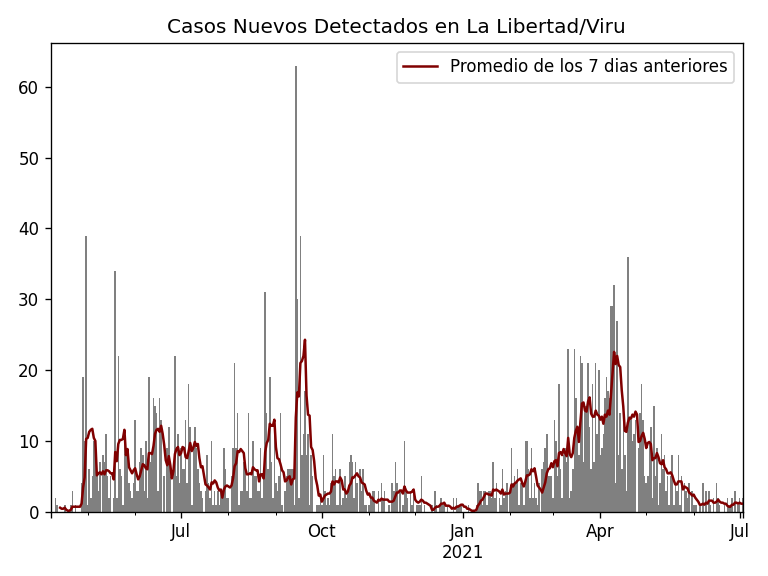 Casos Nuevos Detectados en La Libertad/Viru
Promedio de los 7 dias anteriores
60
50
40
30
20
10
0
Jul
Oct
Jan
2021
Apr
Jul